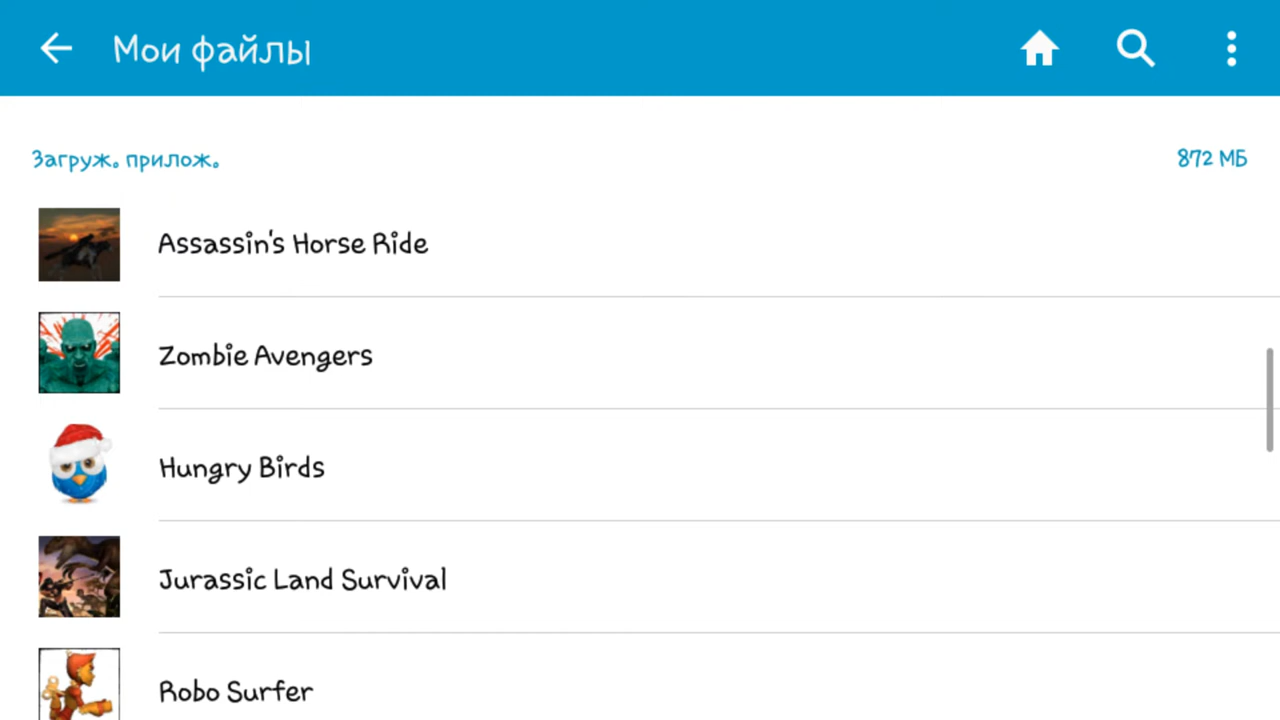 Мои файлы
Загруж. прилож. 872 МБ
Assassin's Horse Ride
Zombie Avengers
Hungry Birds
Jurassic Land Survival
Robo Surfer